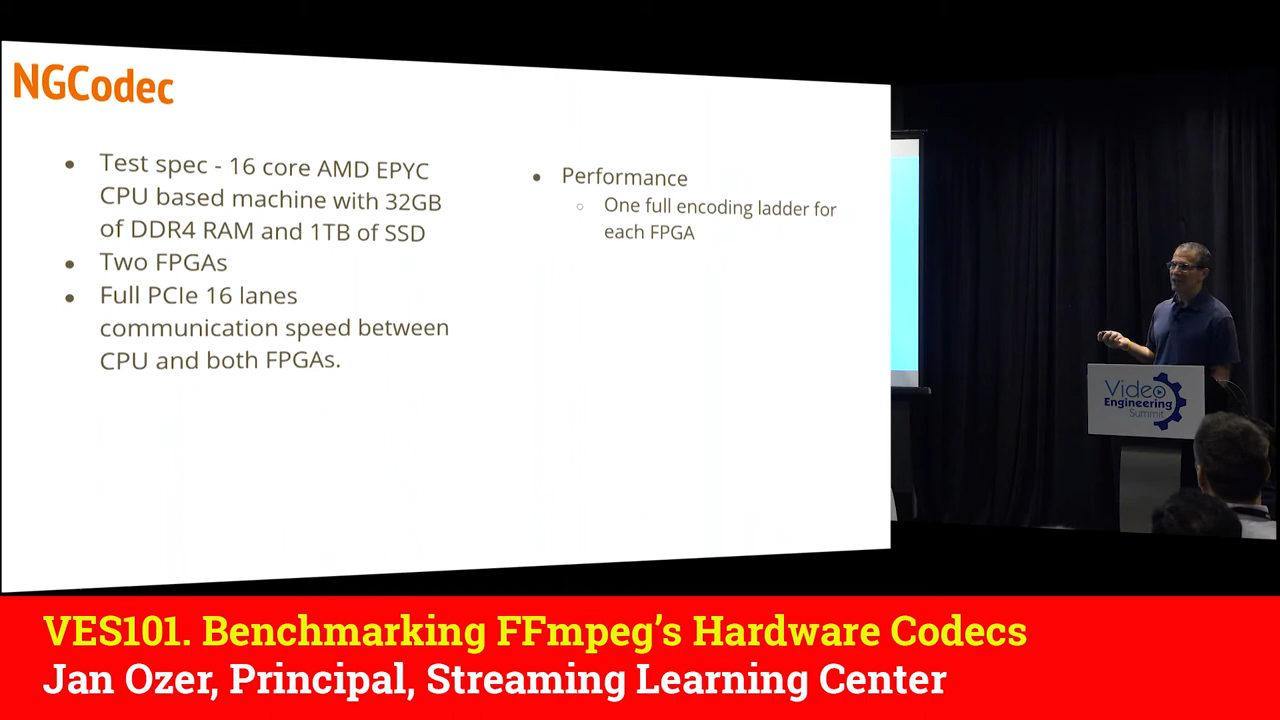 NGCodec
Test spec - 16 core AMD EPYC
CPU based machine with 32GB
of DDR4 RAM and 1TB of SSD
Two FPGAs
Full PCIe 16 lanes
communication speed between
CPU and both FPGAs.
Performance
One full encoding ladder for
each FPGA
Video
Engineering
Summit
VES101. Benchmarking FFmpeg's Hardware Codecs
Jan Ozer, Principal, Streaming Learning Center